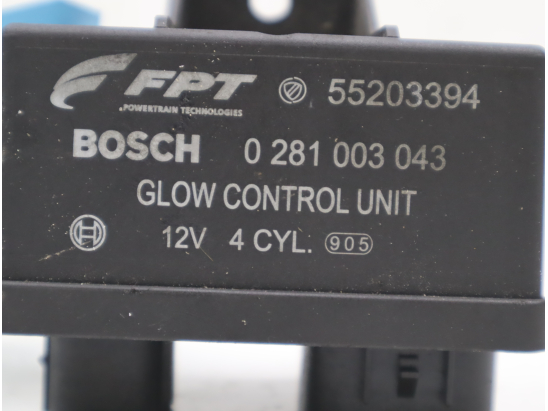 FPT 55203394
POWERTRAIN TECHNOLOGIES
BOSCH 0 281 003 043
GLOW CONTROL UNIT
12V 4 CYL. 905